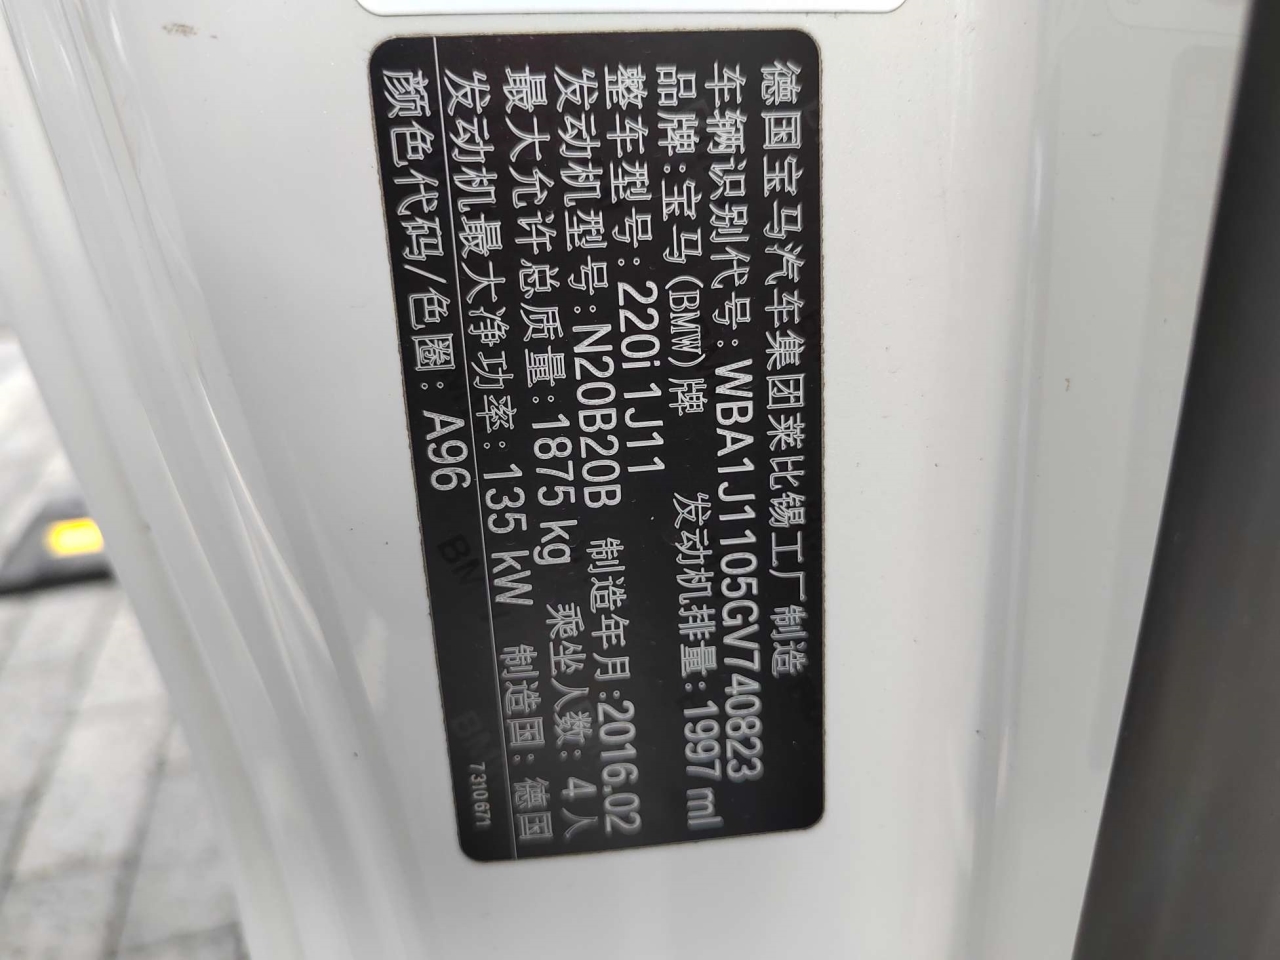 德国宝马汽车集团莱比锡工厂制造
车辆识别代号：WBA1J1105GV740823
品牌：宝马(BMW)牌 发动机排量：1997 ml
整车型号：220i 1J11
发动机型号：N20B20B 制造年月：2016.02
最大允许总质量：1875 kg 乘坐人数：4人
发动机最大净功率：135 kW 制造国：德国
颜色代码/色圈：A96
7310671